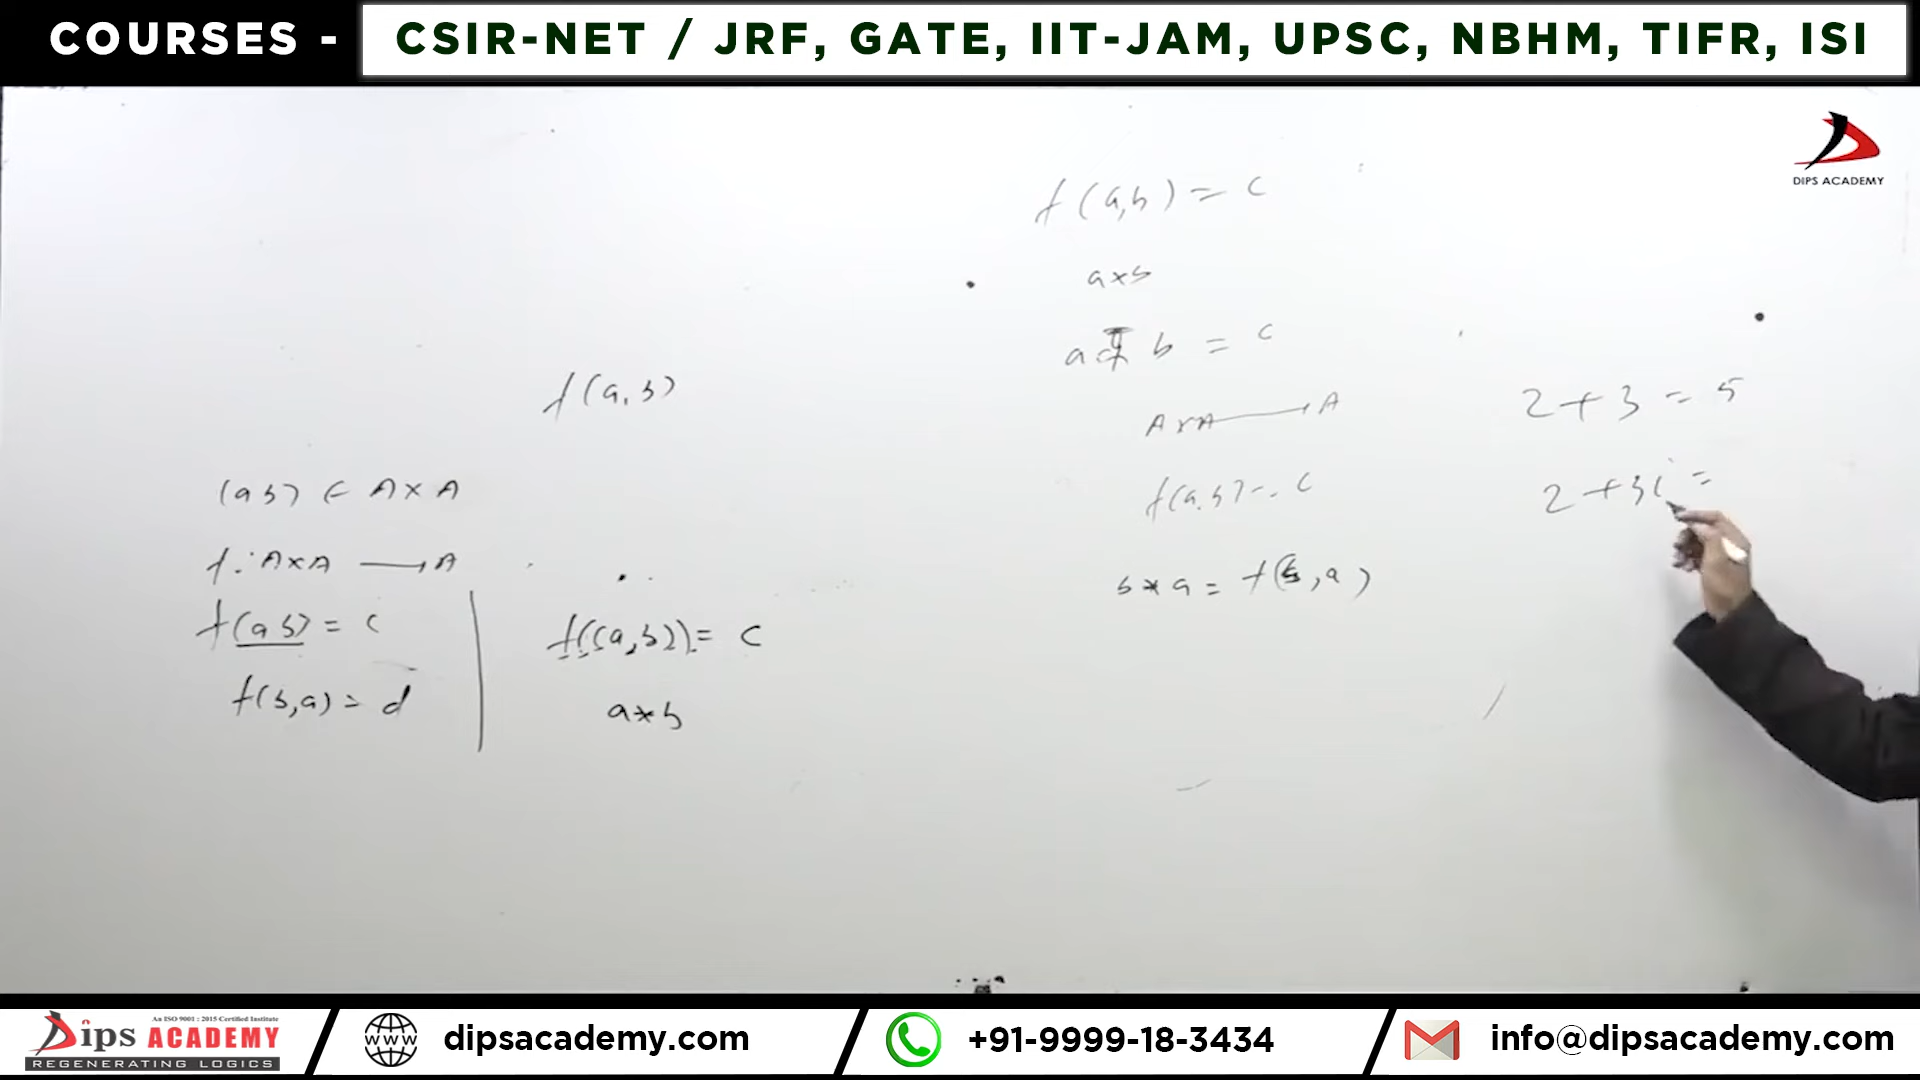 COURSES - CSIR-NET / JRF, GATE, IIT-JAM, UPSC, NBHM, TIFR, ISI
DIPS ACADEMY
f(a,b) = c
a*b
a f b = c
A×A → A
f(a,b) = c
b*a = f(b,a)
2+3 = 5
2+3i =
f(a,b)
(a b) ∈ A×A
f: A×A → A
f(a b) = c
f(b,a) = d
f((a,b)) = c
a*b
An ISO 9001 : 2015 Certified Institute
Dips ACADEMY
REGENERATING LOGICS
WWW
dipsacademy.com
+91-9999-18-3434
info@dipsacademy.com